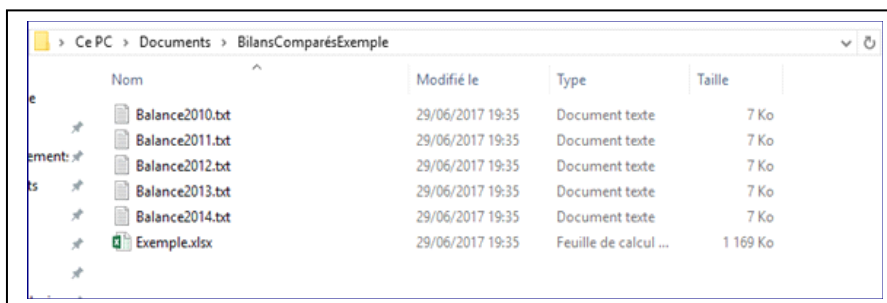 > Ce PC > Documents > BilansComparésExemple
Nom Modifié le Type Taille
Balance2010.txt 29/06/2017 19:35 Document texte 7 Ko
Balance2011.txt 29/06/2017 19:35 Document texte 7 Ko
Balance2012.txt 29/06/2017 19:35 Document texte 7 Ko
Balance2013.txt 29/06/2017 19:35 Document texte 7 Ko
Balance2014.txt 29/06/2017 19:35 Document texte 7 Ko
Exemple.xlsx 29/06/2017 19:35 Feuille de calcul ... 1 169 Ko